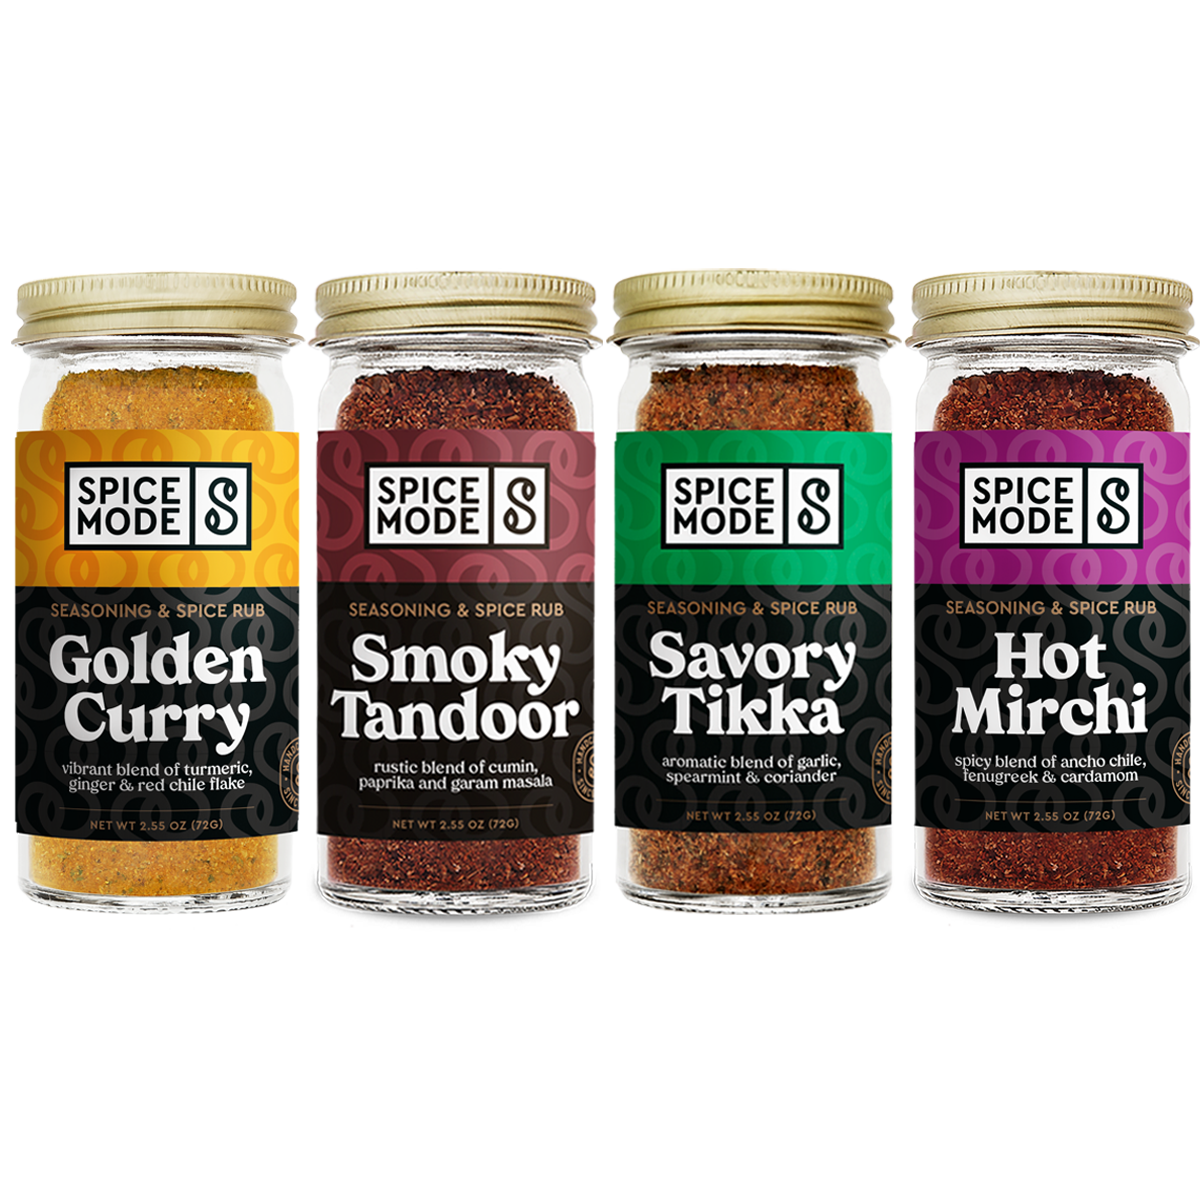 SPICE
MODE
S
SEASONING & SPICE RUB
Golden
Curry
vibrant blend of turmeric,
ginger & red chile flake
NET WT 2.55 OZ (72G)
SPICE
MODE
S
SEASONING & SPICE RUB
Smoky
Tandoor
rustic blend of cumin,
paprika and garam masala
NET WT 2.55 OZ (72G)
SPICE
MODE
S
SEASONING & SPICE RUB
Savory
Tikka
aromatic blend of garlic,
spearmint & coriander
NET WT 2.55 OZ (72G)
SPICE
MODE
S
SEASONING & SPICE RUB
Hot
Mirchi
spicy blend of ancho chile,
fenugreek & cardamom
NET WT 2.55 OZ (72G)